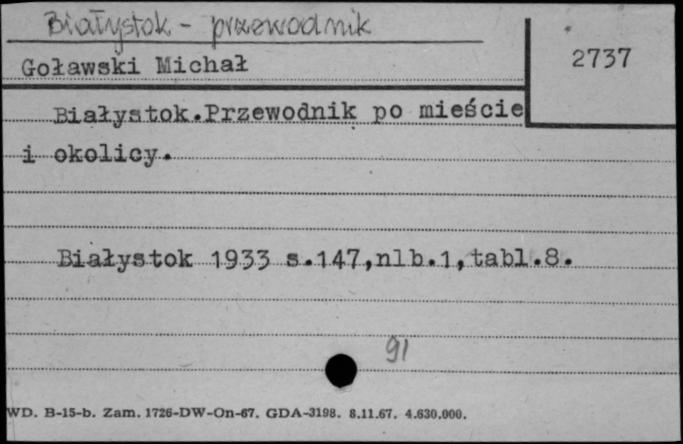 Białystok - przewodnik
2737
Goławski Michał
Białystok.Przewodnik po mieście
i okolicy.
Białystok 1933 s.147,nlb.1,tabl.8.
91
WD. B-15-b. Zam. 1726-DW-On-67. GDA-3198. 8.11.67. 4.630.000.